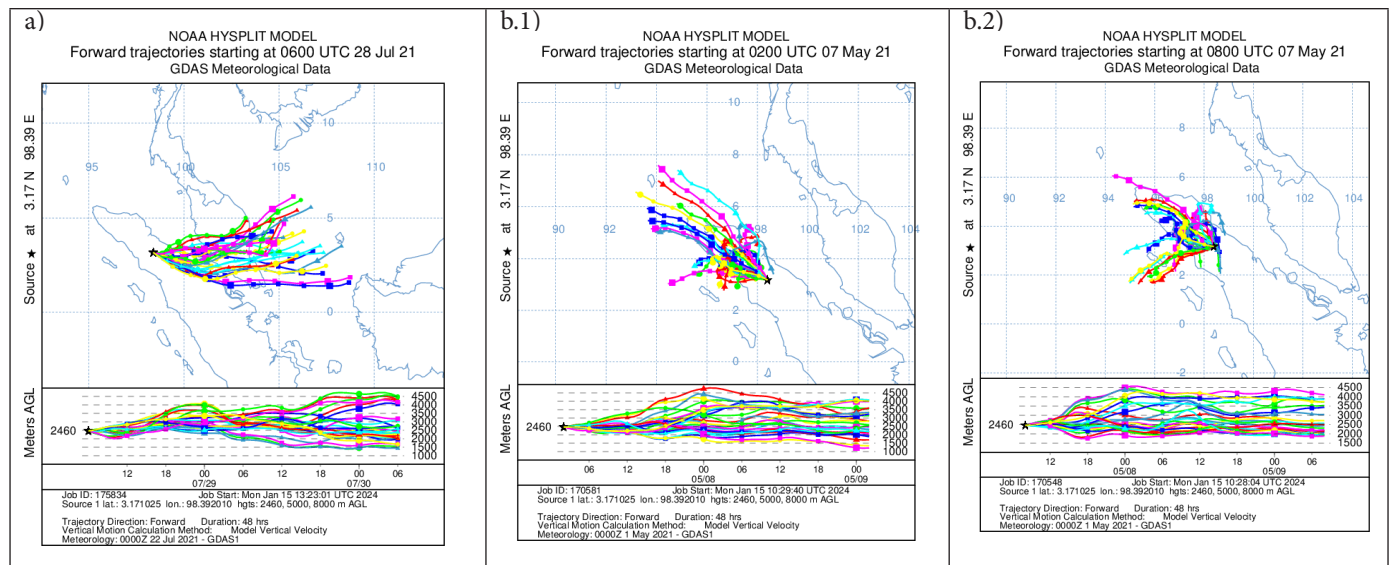 a)
NOAA HYSPLIT MODEL
Forward trajectories starting at 0600 UTC 28 Jul 21
GDAS Meteorological Data
Source ★ at 3.17 N 98.39 E
95
100
105
110
10
5
0
Meters AGL
2460
4500
4000
3500
3000
2500
2000
1500
1000
12 18 00 06 12 18 00 06
07/29 07/30
Job ID: 175834 Job Start: Mon Jan 15 13:23:01 UTC 2024
Source 1 lat.: 3.171025 lon.: 98.392010 hgts: 2460, 5000, 8000 m AGL
Trajectory Direction: Forward Duration: 48 hrs
Vertical Motion Calculation Method: Model Vertical Velocity
Meteorology: 0000Z 22 Jul 2021 - GDAS1
b.1)
NOAA HYSPLIT MODEL
Forward trajectories starting at 0200 UTC 07 May 21
GDAS Meteorological Data
Source ★ at 3.17 N 98.39 E
10
8
6
90 92 94 96 98 100 102 104
4
2
0
Meters AGL
2460
4500
4000
3500
3000
2500
2000
1500
1000
06 12 18 00 06 12 18 00
05/08 05/09
Job ID: 170581 Job Start: Mon Jan 15 10:29:40 UTC 2024
Source 1 lat.: 3.171025 lon.: 98.392010 hgts: 2460, 5000, 8000 m AGL
Trajectory Direction: Forward Duration: 48 hrs
Vertical Motion Calculation Method: Model Vertical Velocity
Meteorology: 0000Z 1 May 2021 - GDAS1
b.2)
NOAA HYSPLIT MODEL
Forward trajectories starting at 0800 UTC 07 May 21
GDAS Meteorological Data
Source ★ at 3.17 N 98.39 E
8
6
90 92 94 96 98 100 102 104
2
0
-2
Meters AGL
2460
4500
4000
3500
3000
2500
2000
1500
12 18 00 06 12 18 00 06
05/08 05/09
Job ID: 170548 Job Start: Mon Jan 15 10:28:04 UTC 2024
Source 1 lat.: 3.171025 lon.: 98.392010 hgts: 2460, 5000, 8000 m AGL
Trajectory Direction: Forward Duration: 48 hrs
Vertical Motion Calculation Method: Model Vertical Velocity
Meteorology: 0000Z 1 May 2021 - GDAS1